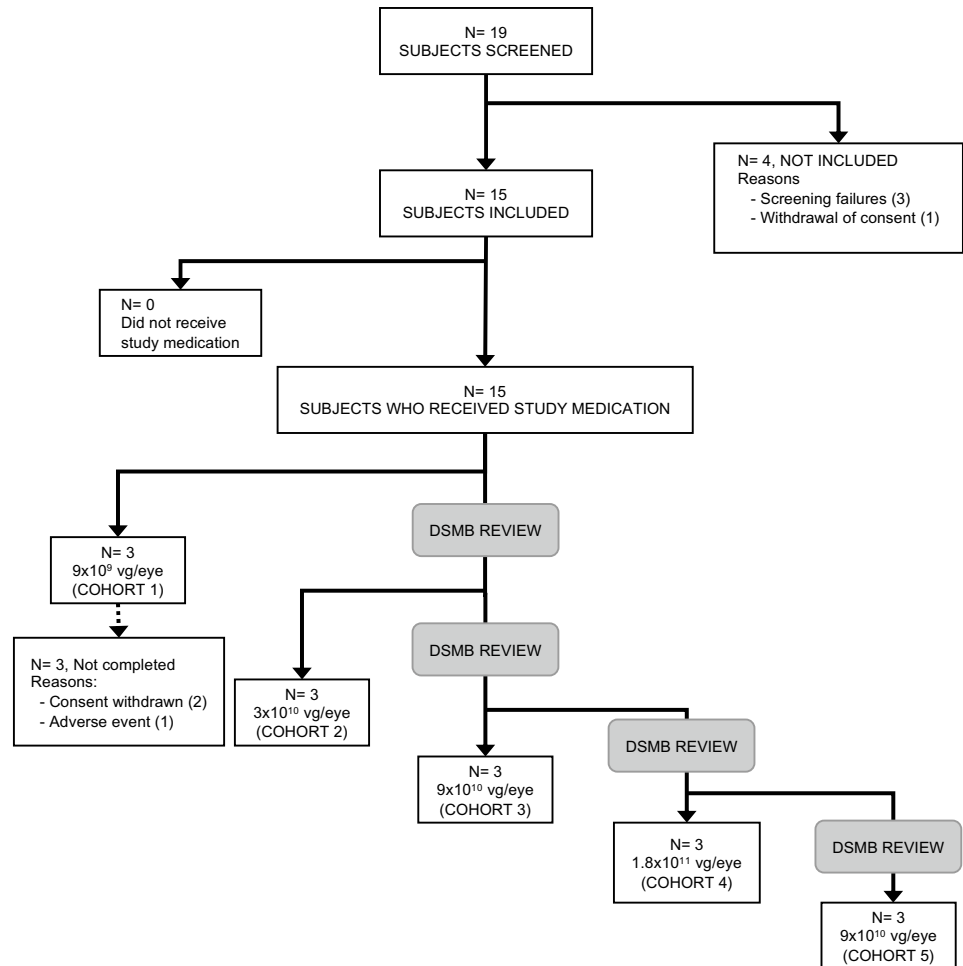 N= 19
SUBJECTS SCREENED
N= 4, NOT INCLUDED
Reasons
- Screening failures (3)
- Withdrawal of consent (1)
N= 15
SUBJECTS INCLUDED
N= 0
Did not receive
study medication
N= 15
SUBJECTS WHO RECEIVED STUDY MEDICATION
DSMB REVIEW
N= 3
9x10⁹ vg/eye
(COHORT 1)
N= 3, Not completed
Reasons:
- Consent withdrawn (2)
- Adverse event (1)
DSMB REVIEW
N= 3
3x10¹⁰ vg/eye
(COHORT 2)
DSMB REVIEW
N= 3
9x10¹⁰ vg/eye
(COHORT 3)
DSMB REVIEW
N= 3
1.8x10¹¹ vg/eye
(COHORT 4)
N= 3
9x10¹⁰ vg/eye
(COHORT 5)